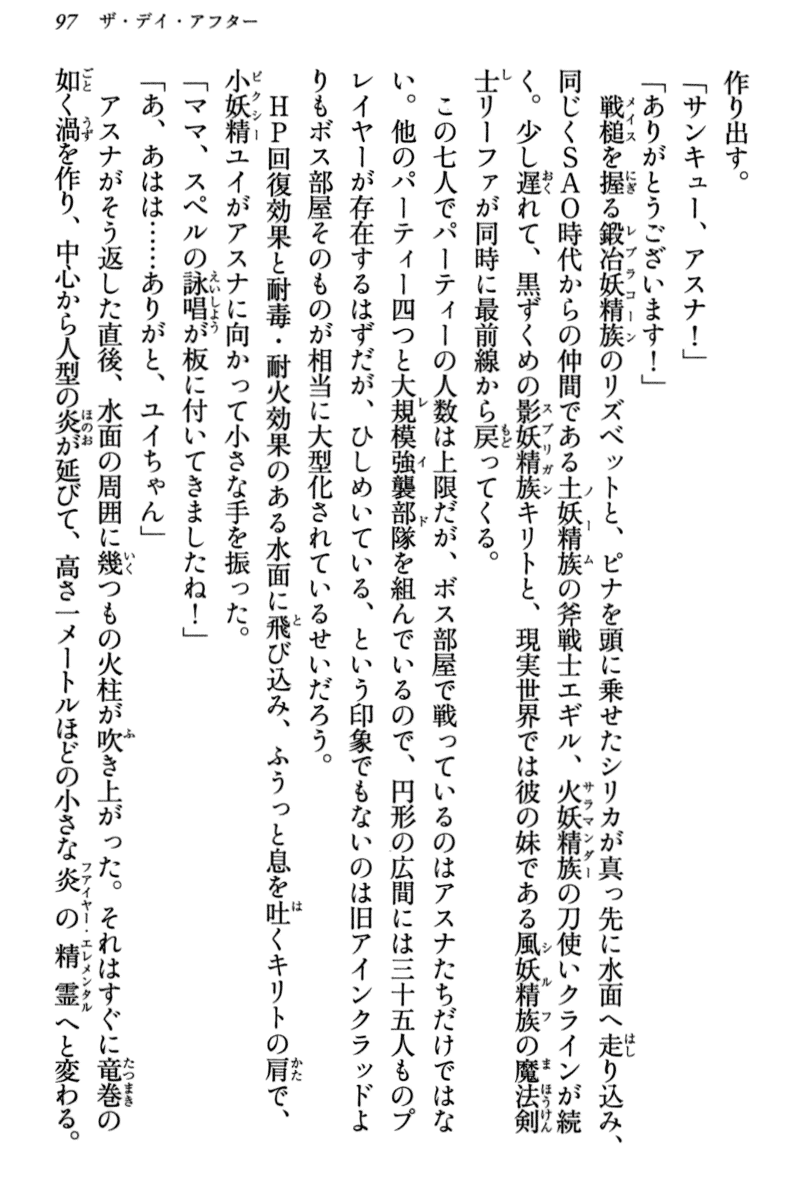 97　ザ・デイ・アフター
作り出す。
「サンキュー、アスナ！」
「ありがとうございます！」
　戦槌を握る鍛冶妖精族のリズベットと、ピナを頭に乗せたシリカが真っ先に水面へ走り込み、
同じくSAO時代からの仲間である土妖精族の斧戦士エギル、火妖精族の刀使いクラインが続
く。少し遅れて、黒ずくめの影妖精族キリトと、現実世界では彼の妹である風妖精族の魔法剣
士リーファが同時に最前線から戻ってくる。
　この七人でパーティーの人数は上限だが、ボス部屋で戦っているのはアスナたちだけではな
い。他のパーティー四つと大規模強襲部隊を組んでいるので、円形の広間には三十五人ものプ
レイヤーが存在するはずだが、ひしめいている、という印象でもないのは旧アインクラッドよ
りもボス部屋そのものが相当に大型化されているせいだろう。
　HP回復効果と耐毒・耐火効果のある水面に飛び込み、ふうっと息を吐くキリトの肩で、
小妖精ユイがアスナに向かって小さな手を振った。
「ママ、スペルの詠唱が板に付いてきましたね！」
「あ、あはは……ありがと、ユイちゃん」
　アスナがそう返した直後、水面の周囲に幾つもの火柱が吹き上がった。それはすぐに竜巻の
如く渦を作り、中心から人型の炎が延びて、高さ一メートルほどの小さな炎の精霊へと変わる。